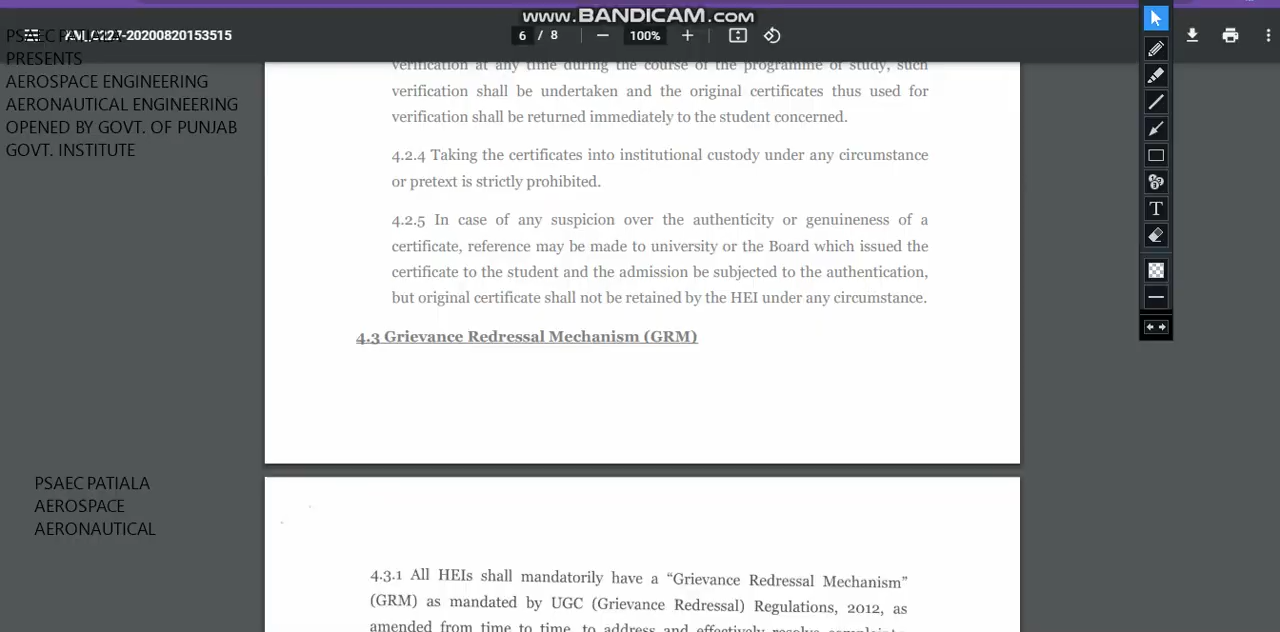 www.BANDICAM.com
PSAEC PATIALA
-20200820153515
6 / 8
100%
PRESENTS
AEROSPACE ENGINEERING
AERONAUTICAL ENGINEERING
OPENED BY GOVT. OF PUNJAB
GOVT. INSTITUTE
verification at any time during the course of the programme of study, such
verification shall be undertaken and the original certificates thus used for
verification shall be returned immediately to the student concerned.
4.2.4 Taking the certificates into institutional custody under any circumstance
or pretext is strictly prohibited.
4.2.5 In case of any suspicion over the authenticity or genuineness of a
certificate, reference may be made to university or the Board which issued the
certificate to the student and the admission be subjected to the authentication,
but original certificate shall not be retained by the HEI under any circumstance.
4.3 Grievance Redressal Mechanism (GRM)
PSAEC PATIALA
AEROSPACE
AERONAUTICAL
4.3.1 All HEIs shall mandatorily have a “Grievance Redressal Mechanism”
(GRM) as mandated by UGC (Grievance Redressal) Regulations, 2012, as
amended from time to time, to address and effectively resolve
T